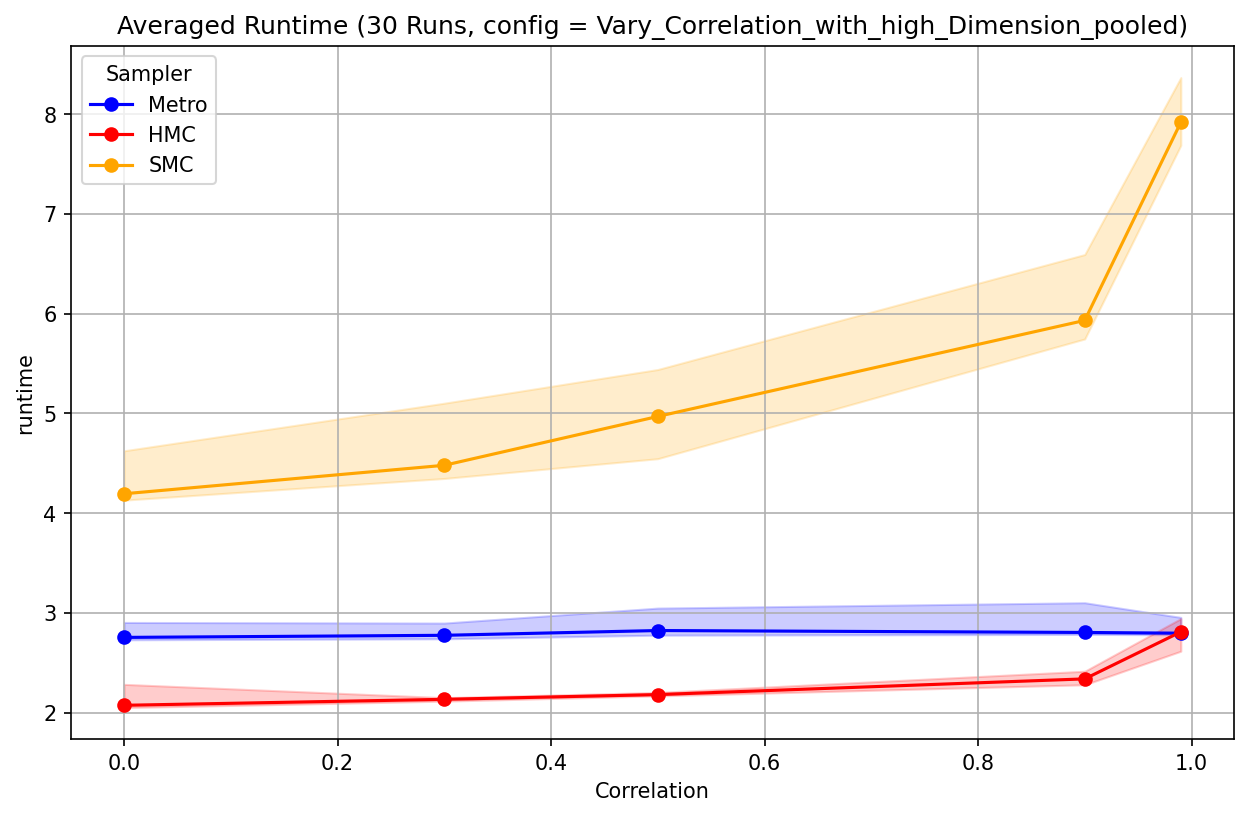 Averaged Runtime (30 Runs, config = Vary_Correlation_with_high_Dimension_pooled)
Sampler
Metro
HMC
SMC
8
7
6
5
4
3
2
runtime
0.0 0.2 0.4 0.6 0.8 1.0
Correlation